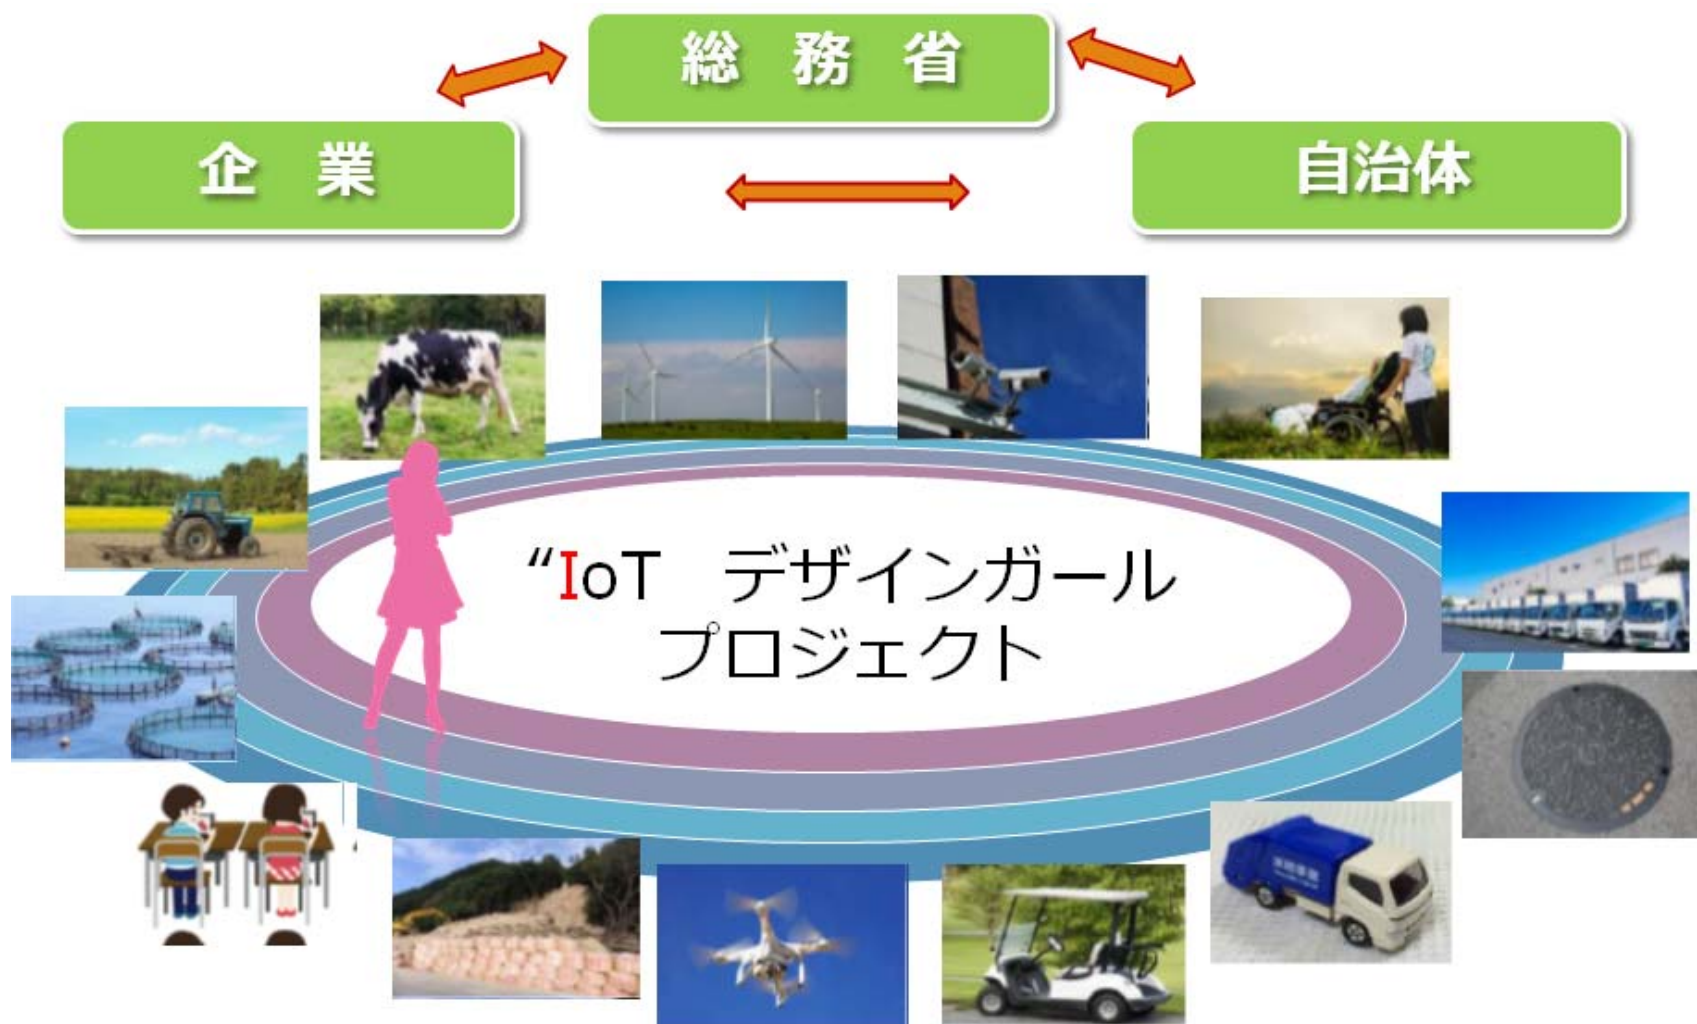 総　務　省
企　業
自治体
“IoT　デザインガール
プロジェクト